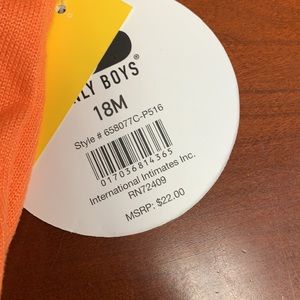 NLY BOYS®
18M
Style # 658077C-P516
017036814365
International Intimates Inc.
RN72409
MSRP: $22.00